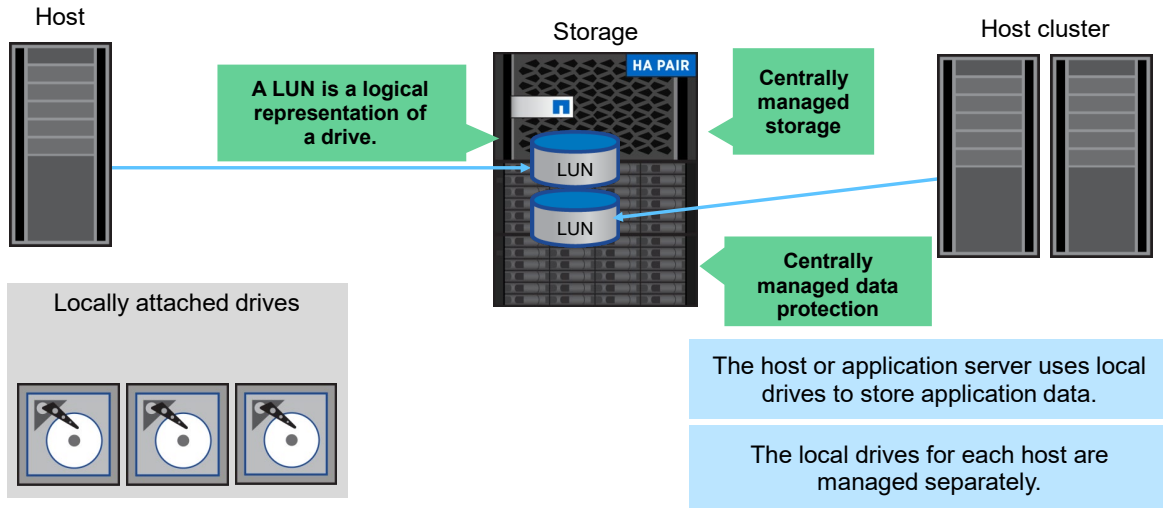 Host
Storage
Host cluster
HA PAIR
A LUN is a logical
representation of
a drive.
Centrally
managed
storage
LUN
LUN
Centrally
managed data
protection
Locally attached drives
The host or application server uses local
drives to store application data.
The local drives for each host are
managed separately.